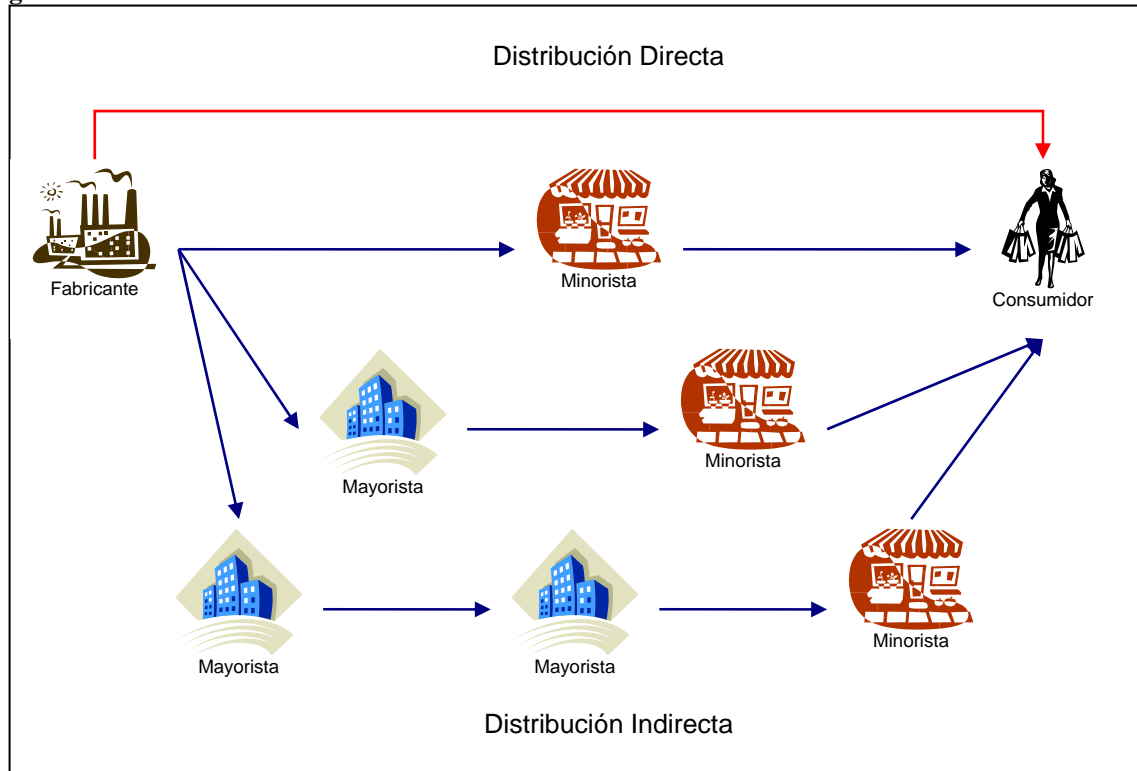 Distribución Directa
Fabricante
Minorista
Consumidor
Mayorista
Minorista
Mayorista
Mayorista
Minorista
Distribución Indirecta